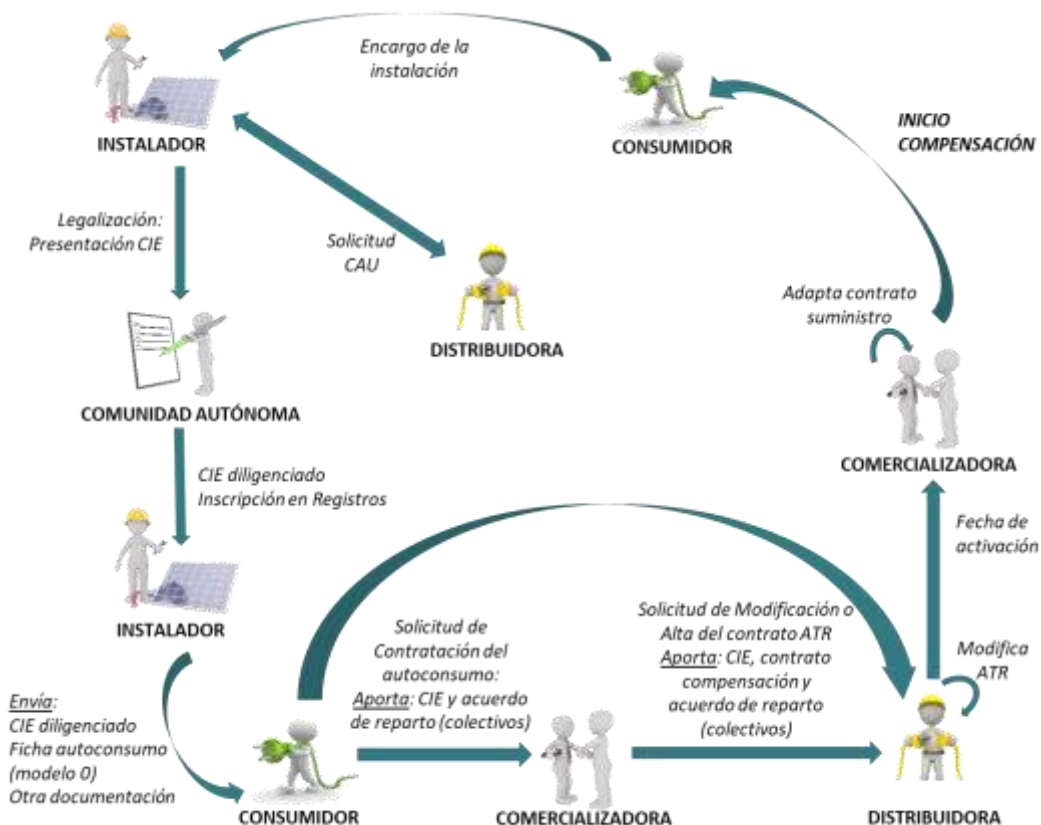 Encargo de la
instalación
INSTALADOR
CONSUMIDOR
INICIO
COMPENSACIÓN
Legalización:
Presentación CIE
Solicitud
CAU
DISTRIBUIDORA
Adapta contrato
suministro
COMUNIDAD AUTÓNOMA
COMERCIALIZADORA
CIE diligenciado
Inscripción en Registros
Fecha de
activación
INSTALADOR
Solicitud de
Contratación del
autoconsumo:
Aporta: CIE y acuerdo
de reparto (colectivos)
Solicitud de Modificación o
Alta del contrato ATR
Aporta: CIE, contrato
compensación y
acuerdo de reparto
(colectivos)
Modifica
ATR
Envía:
CIE diligenciado
Ficha autoconsumo
(modelo 0)
Otra documentación
CONSUMIDOR
COMERCIALIZADORA
DISTRIBUIDORA